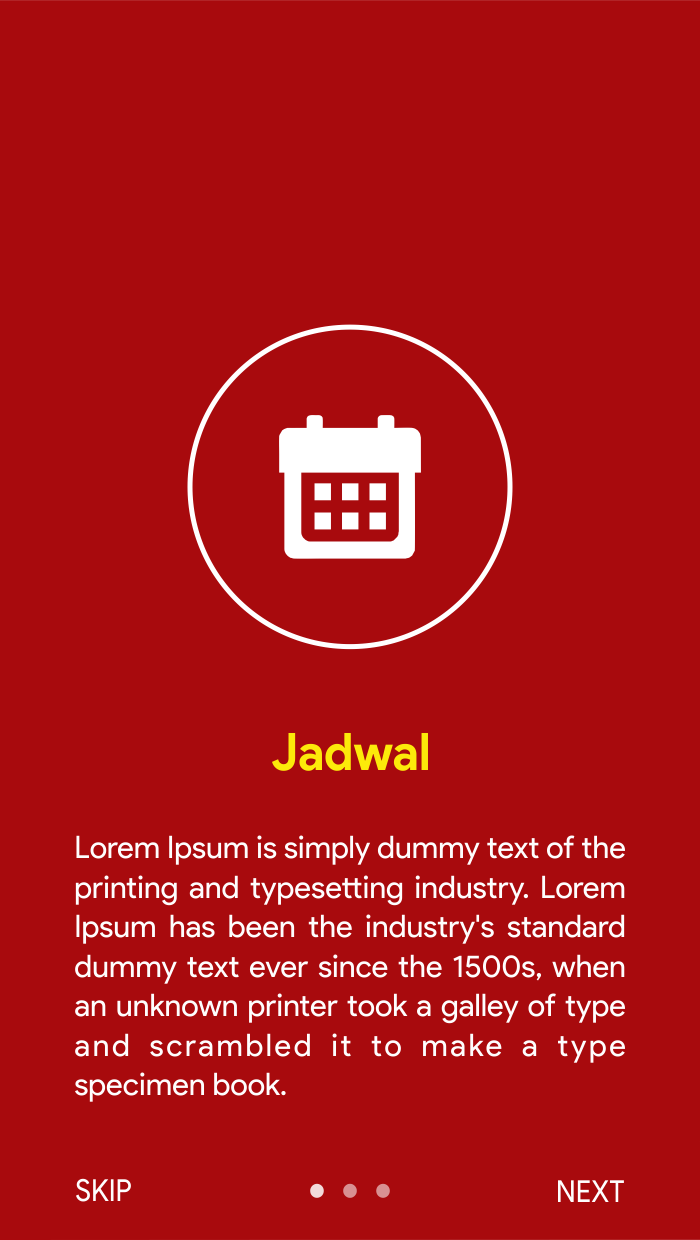 Jadwal
Lorem Ipsum is simply dummy text of the
printing and typesetting industry. Lorem
Ipsum has been the industry's standard
dummy text ever since the 1500s, when
an unknown printer took a galley of type
and scrambled it to make a type
specimen book.
SKIP
NEXT